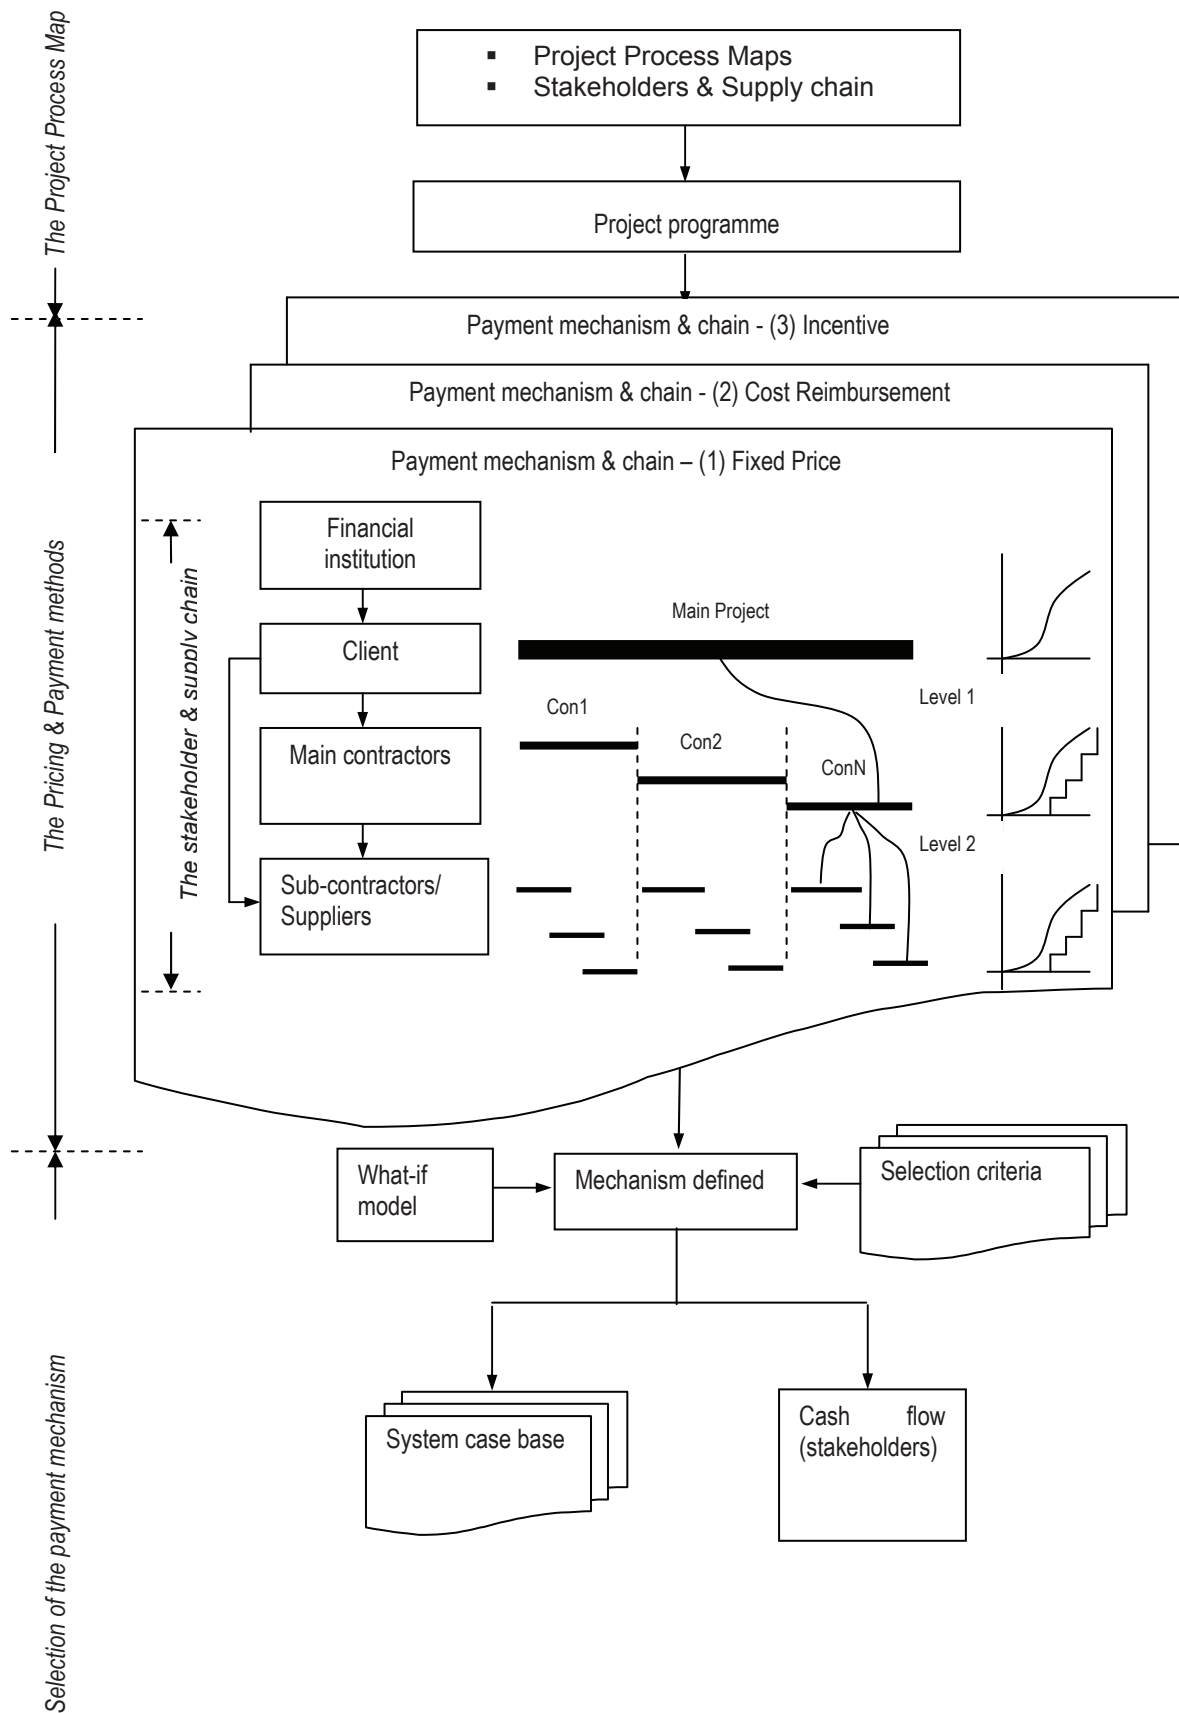 The Project Process Map
▪ Project Process Maps
▪ Stakeholders & Supply chain
Project programme
The Pricing & Payment methods
Payment mechanism & chain - (3) Incentive
Payment mechanism & chain - (2) Cost Reimbursement
Payment mechanism & chain – (1) Fixed Price
The stakeholder & supply chain
Financial
institution
Client
Main contractors
Sub-contractors/
Suppliers
Main Project
Level 1
Con1
Con2
ConN
Level 2
Selection of the payment mechanism
What-if
model
Mechanism defined
Selection criteria
System case base
Cash flow
(stakeholders)